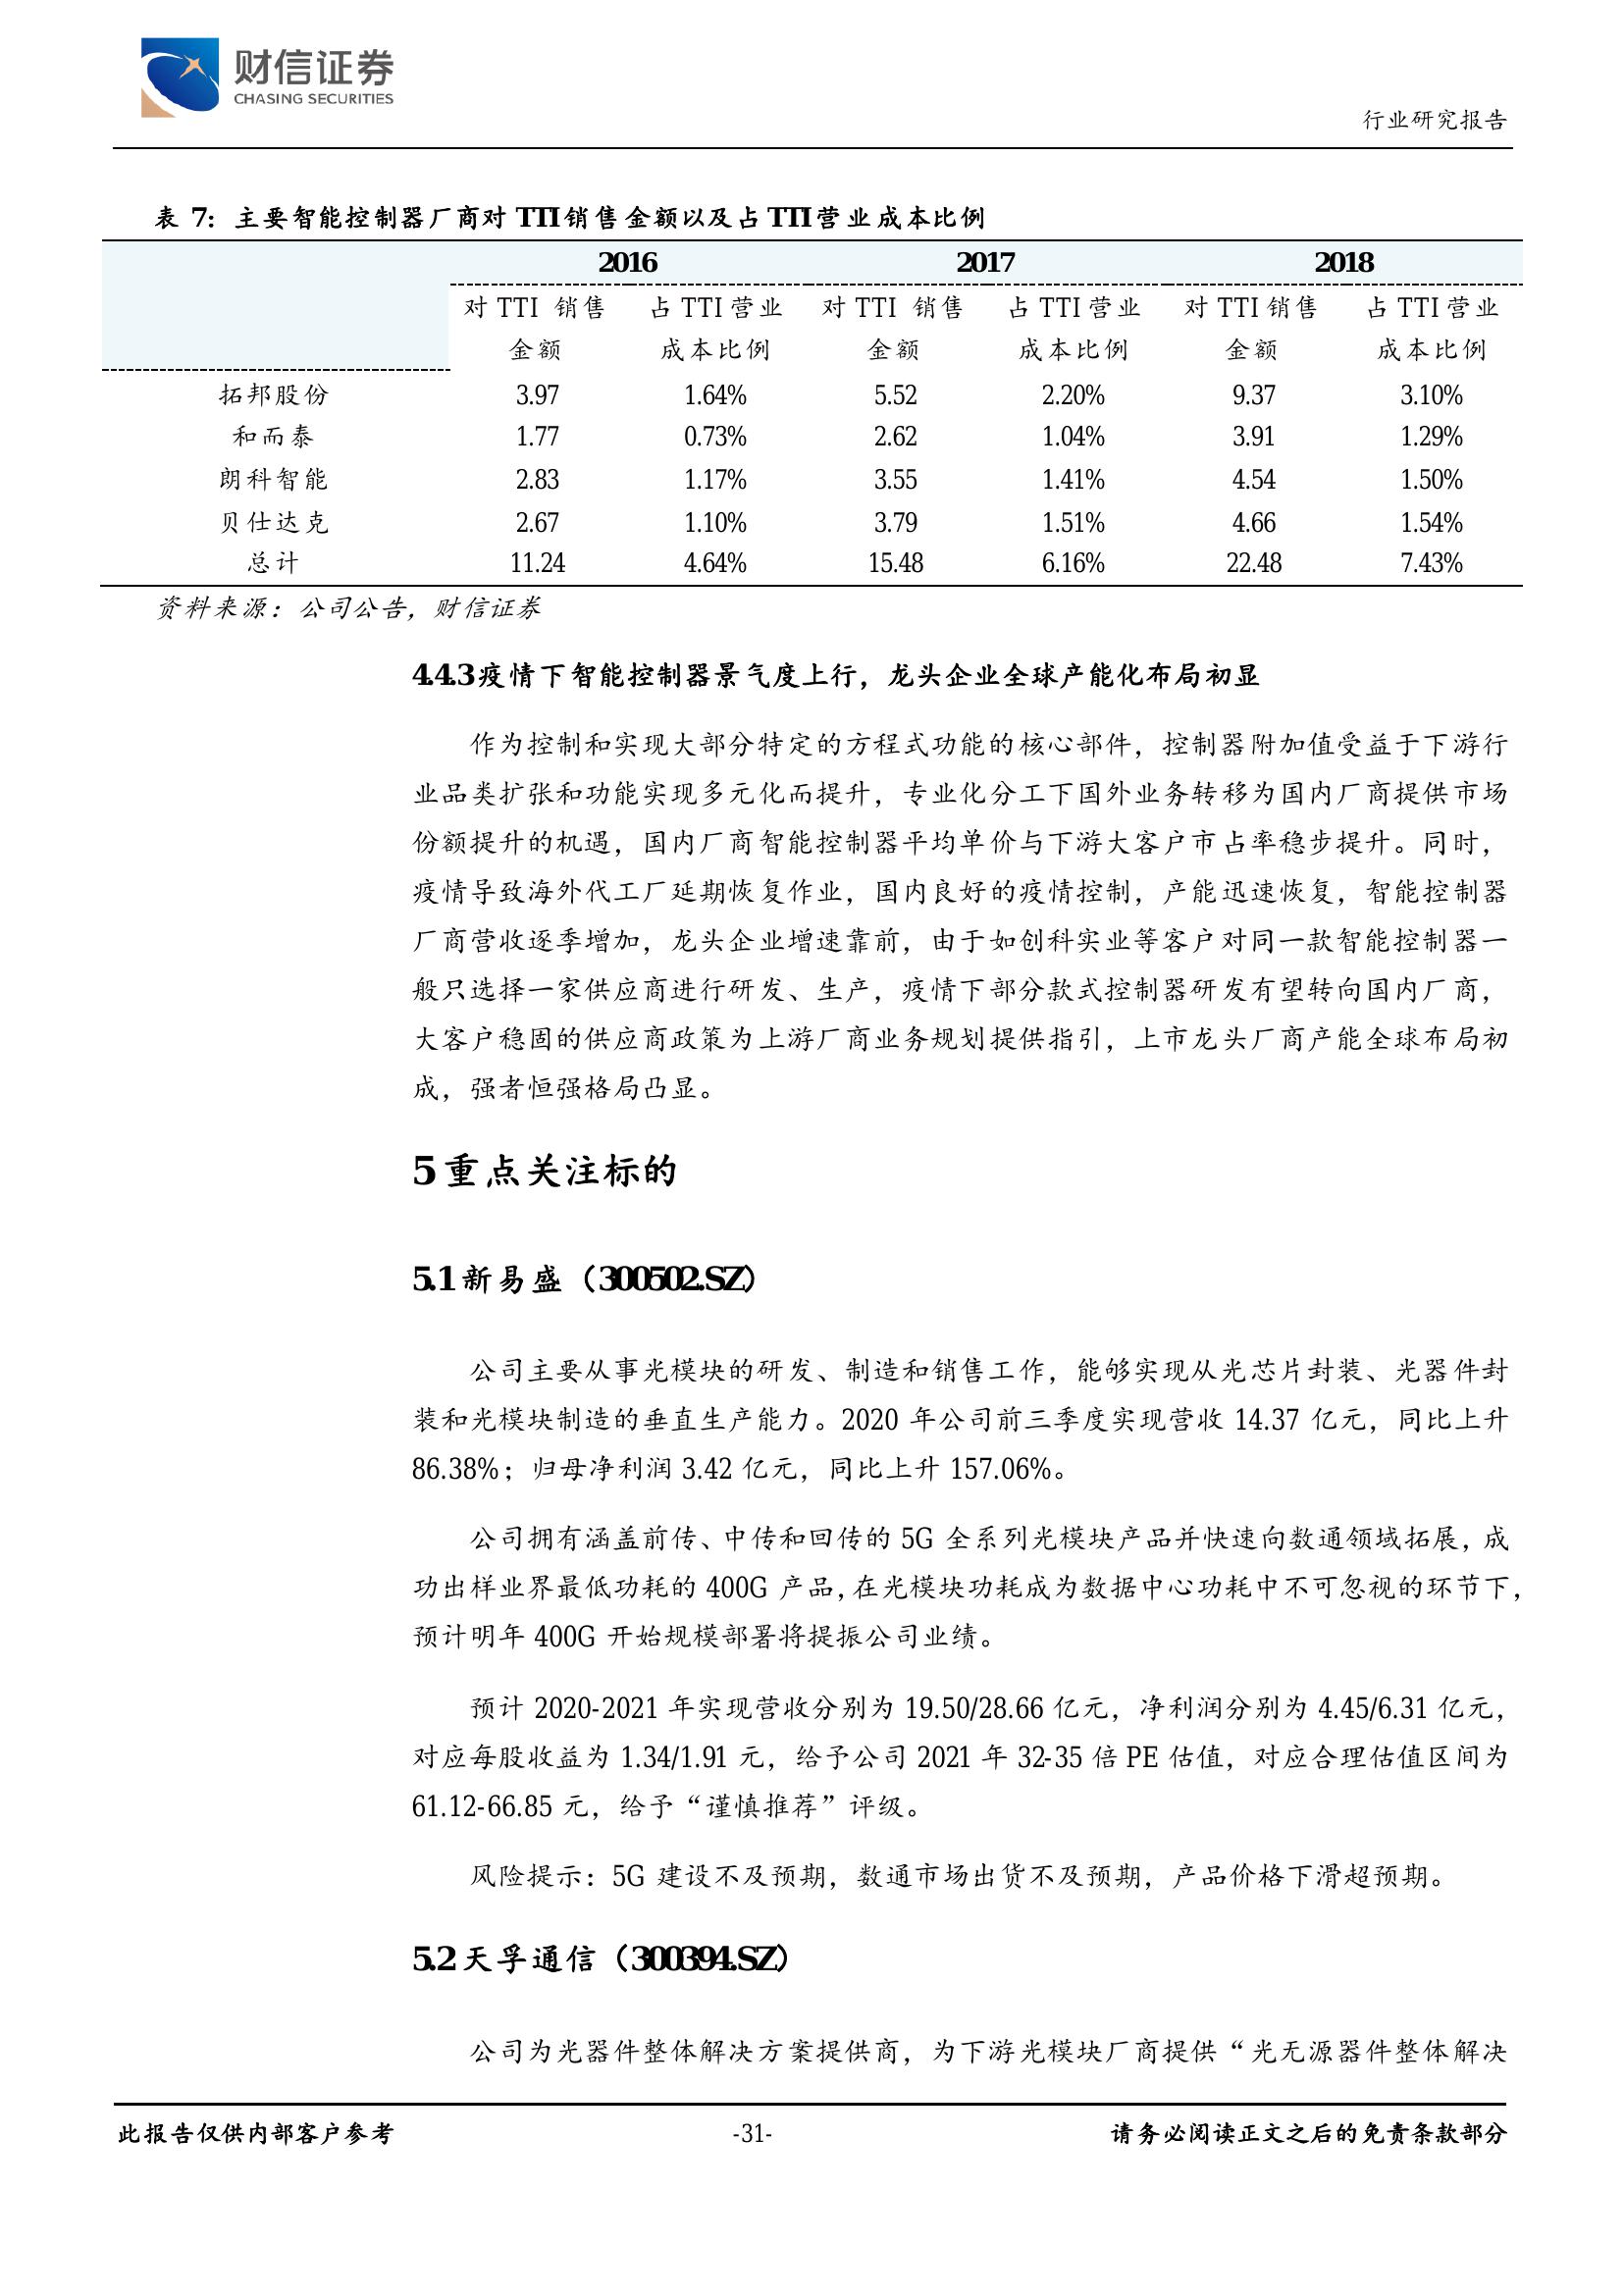 财信证券
CHASING SECURITIES
行业研究报告
表 7：主要智能控制器厂商对 TTI 销售金额以及占 TTI 营业成本比例
2016 2017 2018
对 TTI 销售 占 TTI 营业 对 TTI 销售 占 TTI 营业 对 TTI 销售 占 TTI 营业
金额 成本比例 金额 成本比例 金额 成本比例
拓邦股份 3.97 1.64% 5.52 2.20% 9.37 3.10%
和而泰 1.77 0.73% 2.62 1.04% 3.91 1.29%
朗科智能 2.83 1.17% 3.55 1.41% 4.54 1.50%
贝仕达克 2.67 1.10% 3.79 1.51% 4.66 1.54%
总计 11.24 4.64% 15.48 6.16% 22.48 7.43%
资料来源：公司公告，财信证券
4.4.3 疫情下智能控制器景气度上行，龙头企业全球产能化布局初显
作为控制和实现大部分特定的方程式功能的核心部件，控制器附加值受益于下游行
业品类扩张和功能实现多元化而提升，专业化分工下国外业务转移为国内厂商提供市场
份额提升的机遇，国内厂商智能控制器平均单价与下游大客户市占率稳步提升。同时，
疫情导致海外代工厂延期恢复作业，国内良好的疫情控制，产能迅速恢复，智能控制器
厂商营收逐季增加，龙头企业增速靠前，由于如创科实业等客户对同一款智能控制器一
般只选择一家供应商进行研发、生产，疫情下部分款式控制器研发有望转向国内厂商，
大客户稳固的供应商政策为上游厂商业务规划提供指引，上市龙头厂商产能全球布局初
成，强者恒强格局凸显。
5 重点关注标的
5.1 新易盛（300502.SZ）
公司主要从事光模块的研发、制造和销售工作，能够实现从光芯片封装、光器件封
装和光模块制造的垂直生产能力。2020 年公司前三季度实现营收 14.37 亿元，同比上升
86.38%；归母净利润 3.42 亿元，同比上升 157.06%。
公司拥有涵盖前传、中传和回传的 5G 全系列光模块产品并快速向数通领域拓展，成
功出样业界最低功耗的 400G 产品，在光模块功耗成为数据中心功耗中不可忽视的环节下，
预计明年 400G 开始规模部署将提振公司业绩。
预计 2020-2021 年实现营收分别为 19.50/28.66 亿元，净利润分别为 4.45/6.31 亿元，
对应每股收益为 1.34/1.91 元，给予公司 2021 年 32-35 倍 PE 估值，对应合理估值区间为
61.12-66.85 元，给予“谨慎推荐”评级。
风险提示：5G 建设不及预期，数通市场出货不及预期，产品价格下滑超预期。
5.2 天孚通信（300394.SZ）
公司为光器件整体解决方案提供商，为下游光模块厂商提供“光无源器件整体解决
此报告仅供内部客户参考 -31- 请务必阅读正文之后的免责条款部分